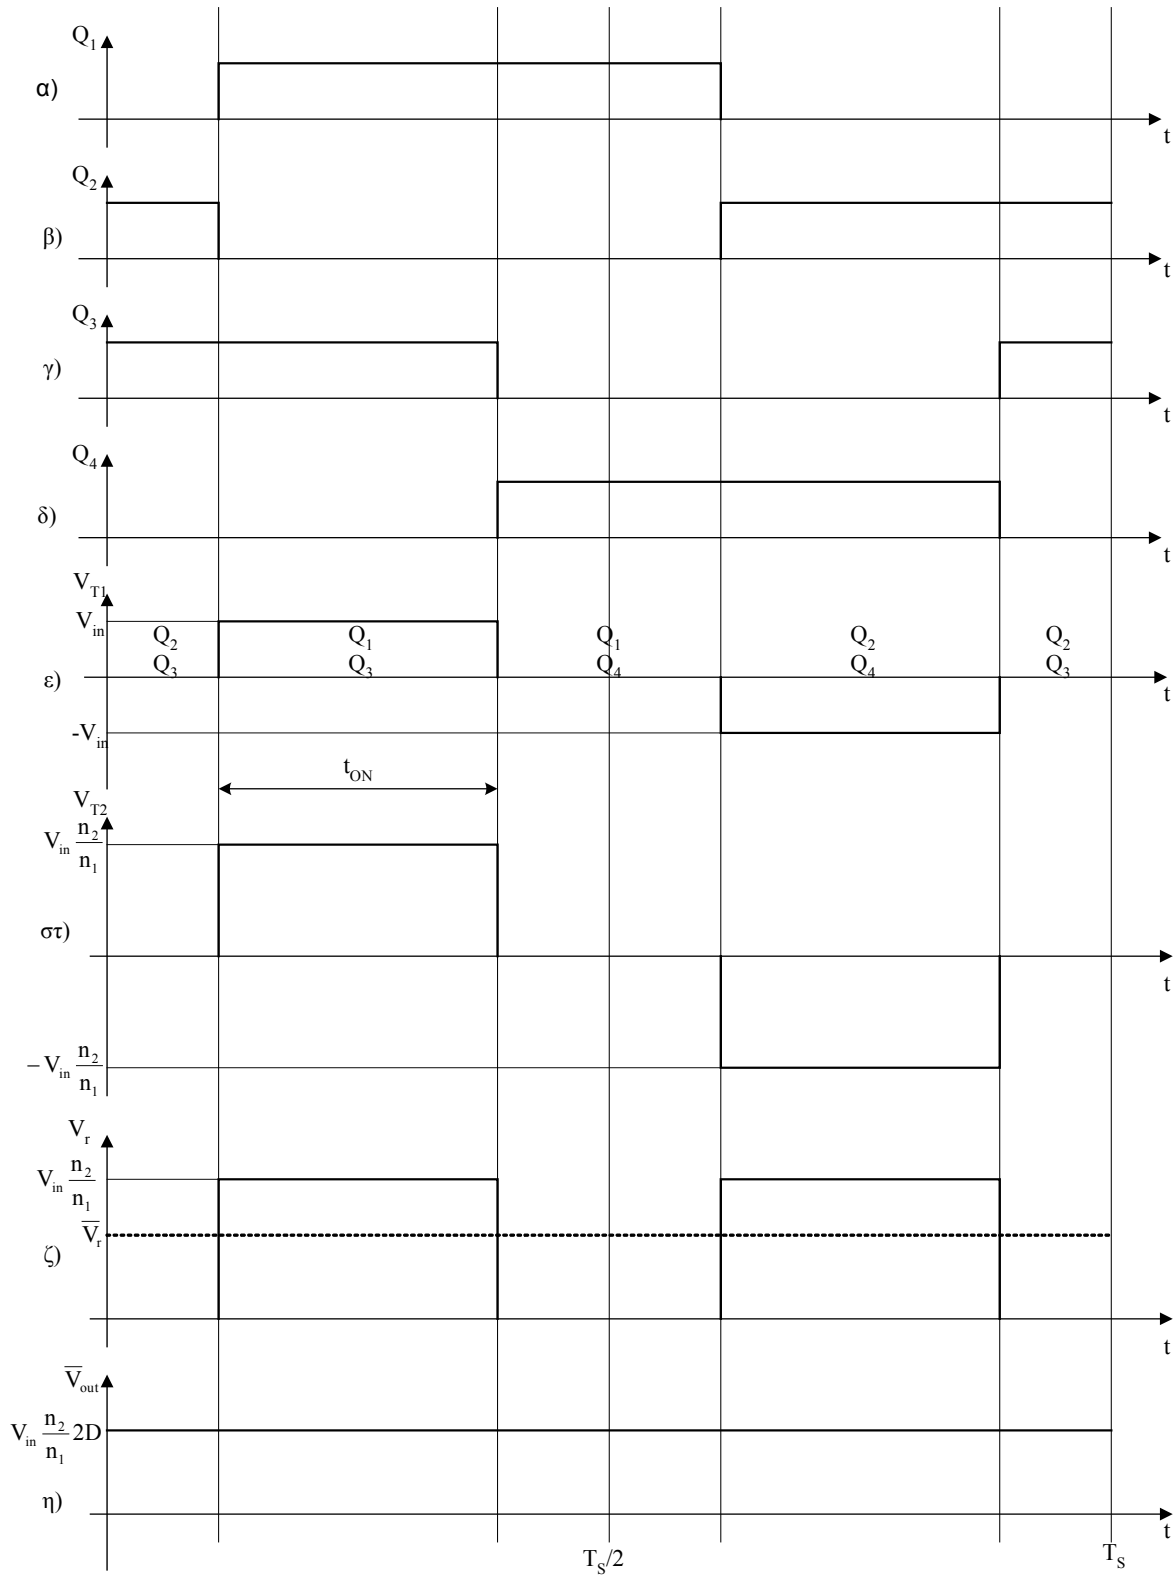 Q1
α)
t
Q2
β)
t
Q3
γ)
t
Q4
δ)
t
VT1
Vin
Q2 Q1 Q1 Q2 Q2
Q3 Q3 Q4 Q4 Q3
ε)
t
-Vin
tON
VT2
Vin n2/n1
στ)
t
−Vin n2/n1
Vr
Vin n2/n1
V̅r
ζ)
t
V̅out
Vin n2/n1 2D
η)
t
TS/2 TS